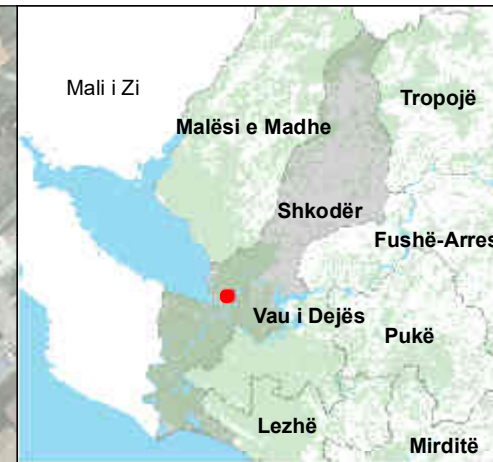 Mali i Zi
Tropojë
Malësi e Madhe
Shkodër
Fushë-Arres
Vau i Dejës
Pukë
Lezhë
Mirditë